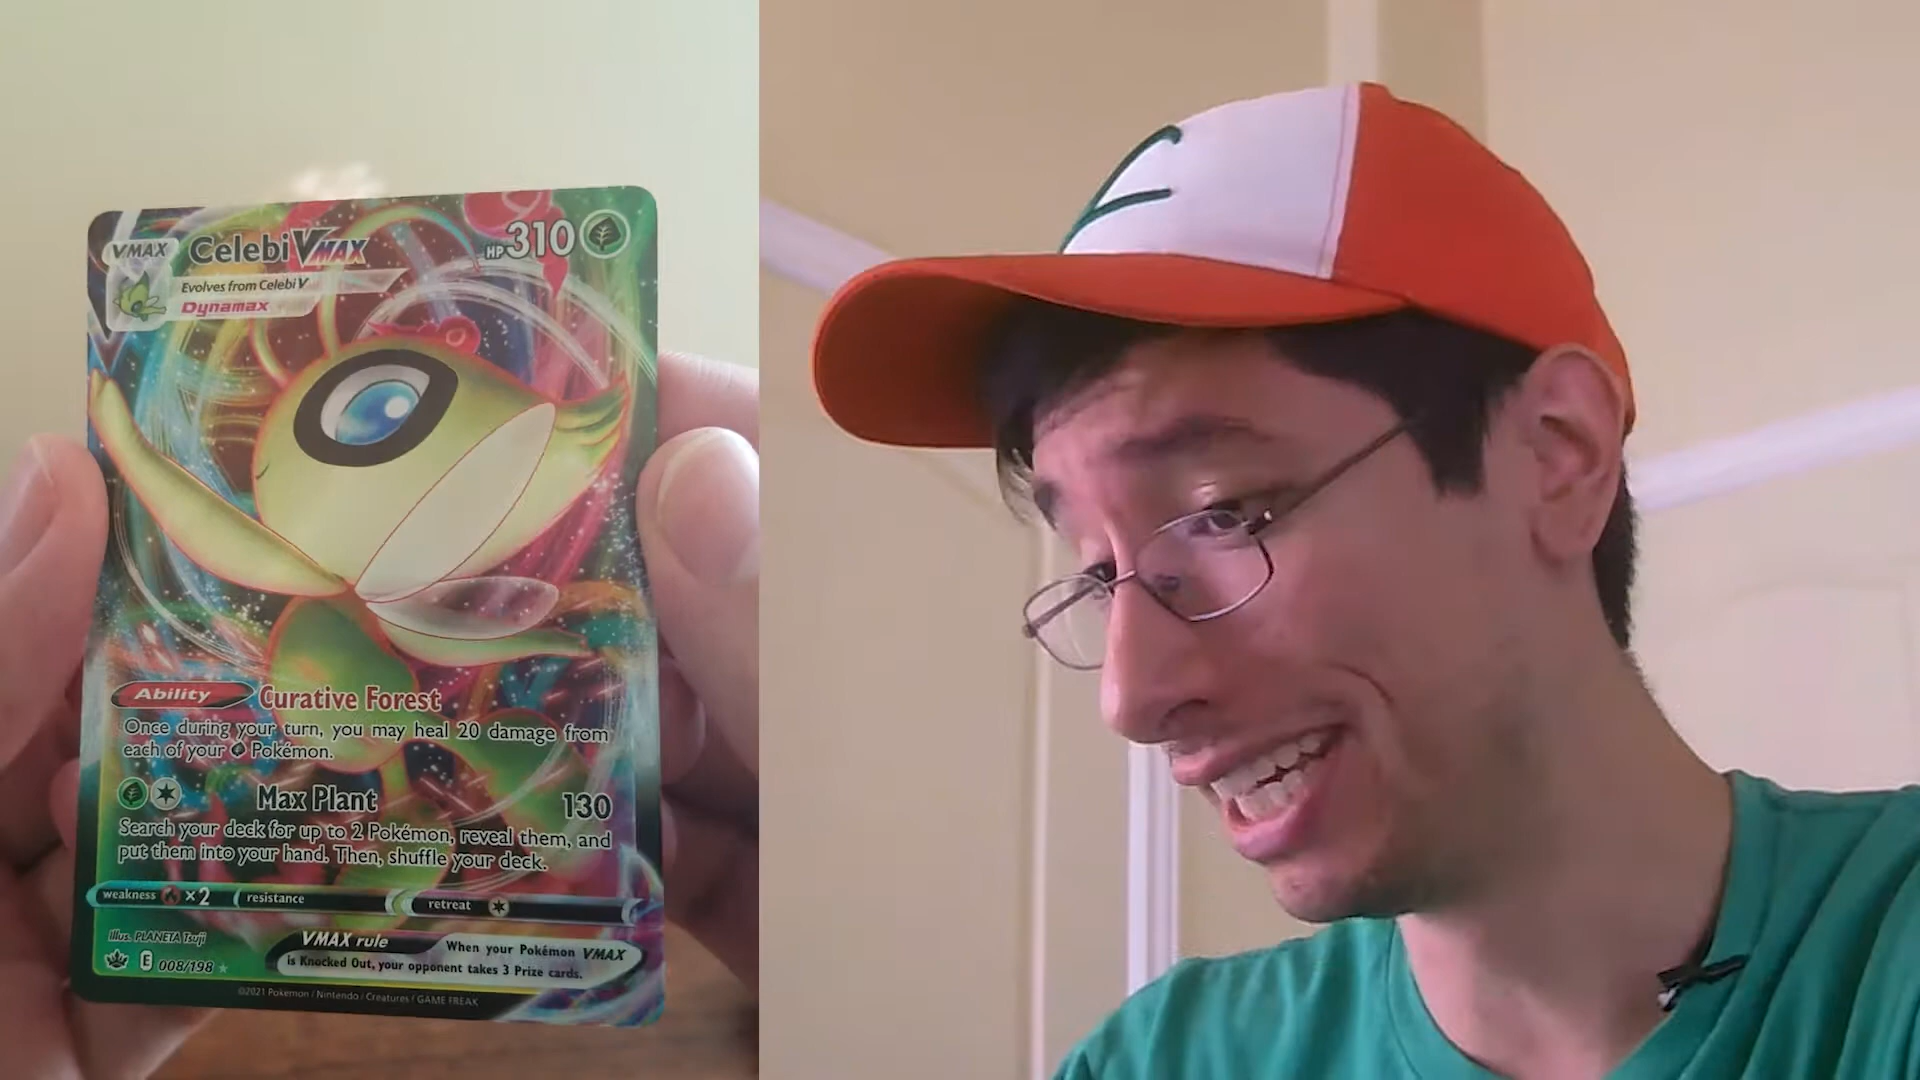 VMAX Celebi VMAX HP 310
Evolves from Celebi V
Dynamax
Ability Curative Forest
Once during your turn, you may heal 20 damage from
each of your Pokémon.
Max Plant 130
Search your deck for up to 2 Pokémon, reveal them, and
put them into your hand. Then, shuffle your deck.
weakness ×2 resistance retreat
Illus. PLANETA Tsuji
VMAX rule When your Pokémon VMAX
is Knocked Out, your opponent takes 3 Prize cards.
E 008/198
©2021 Pokémon / Nintendo / Creatures / GAME FREAK